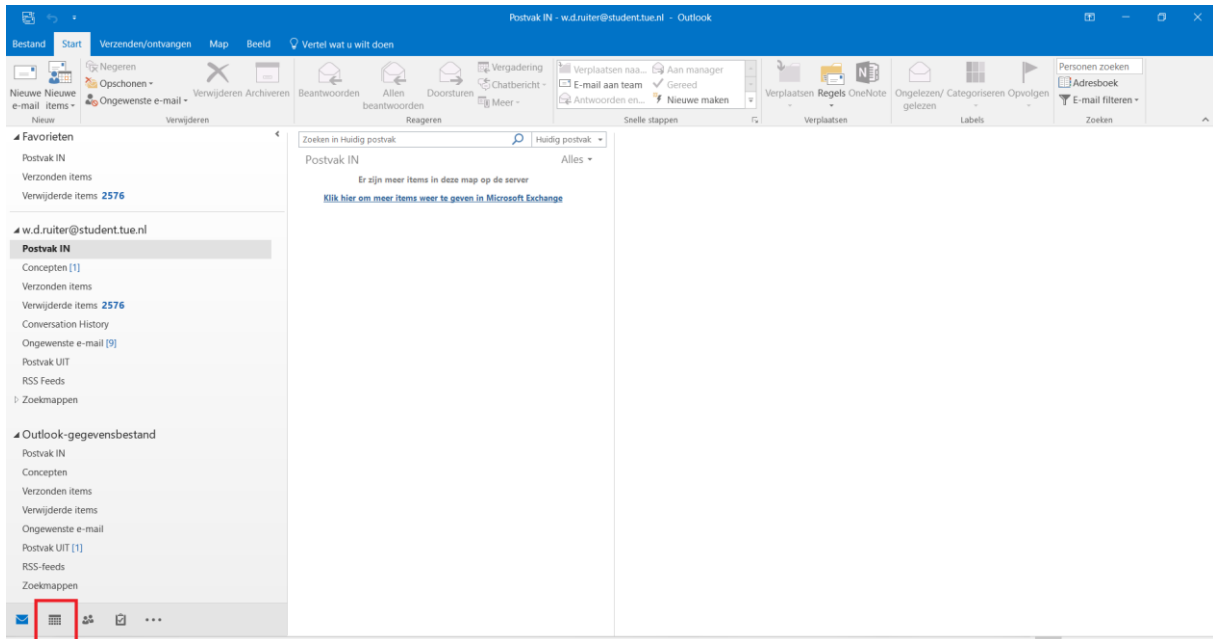 Postvak IN - w.d.ruiter@student.tue.nl - Outlook
Bestand Start Verzenden/ontvangen Map Beeld Vertel wat u wilt doen
Nieuwe e-mail
Nieuwe items
Nieuw
Negeren
Opschonen
Ongewenste e-mail
Verwijderen Archiveren
Verwijderen
Beantwoorden
Allen beantwoorden
Doorsturen
Vergadering
Chatbericht
Meer
Reageren
Verplaatsen naa... Aan manager
E-mail aan team Gereed
Antwoorden en... Nieuwe maken
Snelle stappen
Verplaatsen Regels OneNote
Verplaatsen
Ongelezen/ gelezen
Categoriseren Opvolgen
Labels
Personen zoeken
Adresboek
E-mail filteren
Zoeken
Favorieten
Postvak IN
Verzonden items
Verwijderde items 2576
w.d.ruiter@student.tue.nl
Postvak IN
Concepten [1]
Verzonden items
Verwijderde items 2576
Conversation History
Ongewenste e-mail [9]
Postvak UIT
RSS Feeds
Zoekmappen
Outlook-gegevensbestand
Postvak IN
Concepten
Verzonden items
Verwijderde items
Ongewenste e-mail
Postvak UIT [1]
RSS-feeds
Zoekmappen
Zoeken in Huidig postvak Huidig postvak
Postvak IN Alles
Er zijn meer items in deze map op de server
Klik hier om meer items weer te geven in Microsoft Exchange